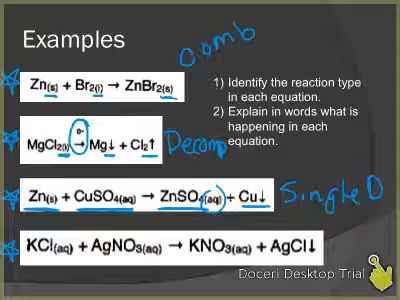 Examples
comb
Zn(s) + Br2(l) → ZnBr2(s)
1) Identify the reaction type
in each equation.
2) Explain in words what is
happening in each
equation.
e-
MgCl2(l) → Mg↓ + Cl2↑
Decomp
Zn(s) + CuSO4(aq) → ZnSO4(aq) + Cu↓
Single D
KCl(aq) + AgNO3(aq) → KNO3(aq) + AgCl↓
Doceri Desktop Trial